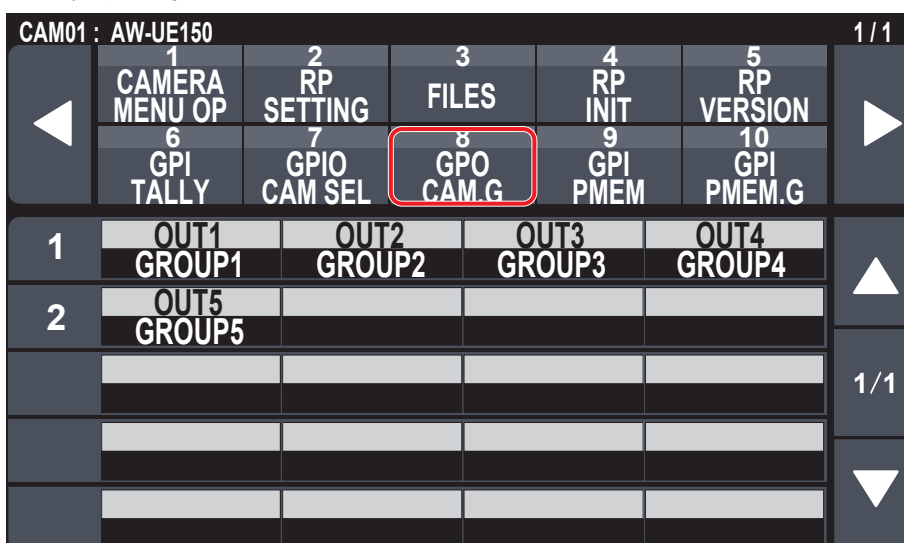 CAM01 : AW-UE150 1 / 1
1 2 3 4 5
CAMERA MENU OP RP SETTING FILES RP INIT RP VERSION
6 7 8 9 10
GPI TALLY GPIO CAM SEL GPO CAM.G GPI PMEM GPI PMEM.G
1 OUT1 OUT2 OUT3 OUT4
GROUP1 GROUP2 GROUP3 GROUP4
2 OUT5
GROUP5
1/1